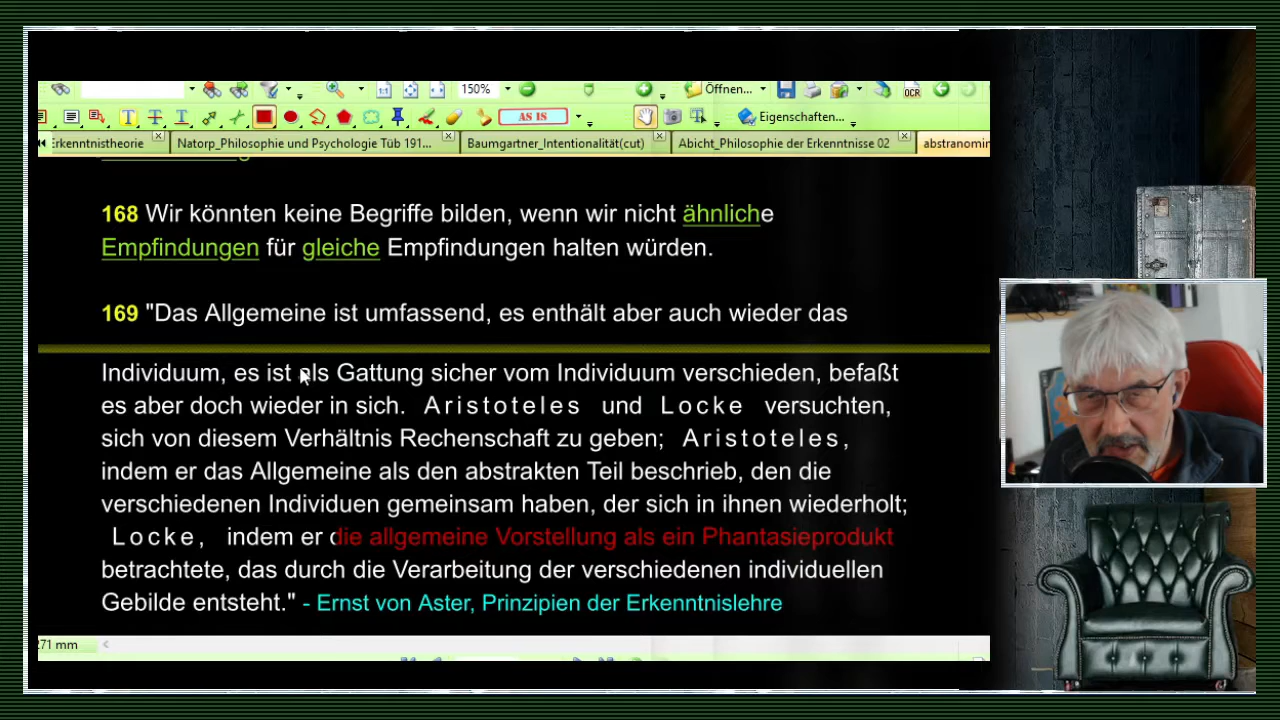 150%
Öffnen...
OCR
AS IS
Eigenschaften...
Erkenntnistheorie
Natorp_Philosophie und Psychologie Tüb 191...
Baumgartner_Intentionalität(cut)
Abicht_Philosophie der Erkenntnisse 02
abstranomin
168 Wir könnten keine Begriffe bilden, wenn wir nicht ähnliche
Empfindungen für gleiche Empfindungen halten würden.
169 "Das Allgemeine ist umfassend, es enthält aber auch wieder das
Individuum, es ist als Gattung sicher vom Individuum verschieden, befaßt
es aber doch wieder in sich. Aristoteles und Locke versuchten,
sich von diesem Verhältnis Rechenschaft zu geben; Aristoteles,
indem er das Allgemeine als den abstrakten Teil beschrieb, den die
verschiedenen Individuen gemeinsam haben, der sich in ihnen wiederholt;
Locke, indem er die allgemeine Vorstellung als ein Phantasieprodukt
betrachtete, das durch die Verarbeitung der verschiedenen individuellen
Gebilde entsteht." - Ernst von Aster, Prinzipien der Erkenntnislehre
271 mm